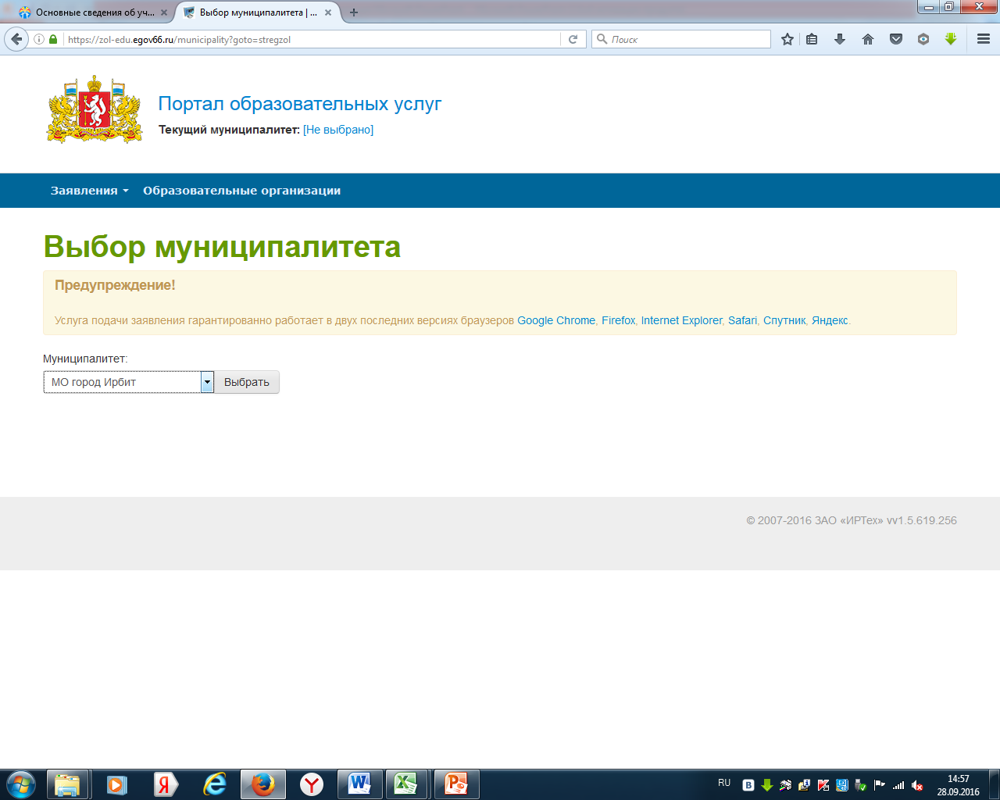 Основные сведения об уч...
Выбор муниципалитета | ...
https://zol-edu.egov66.ru/municipality?goto=stregzol
Поиск
Портал образовательных услуг
Текущий муниципалитет: [Не выбрано]
Заявления
Образовательные организации
Выбор муниципалитета
Предупреждение!
Услуга подачи заявления гарантированно работает в двух последних версиях браузеров Google Chrome, Firefox, Internet Explorer, Safari, Спутник, Яндекс.
Муниципалитет:
МО город Ирбит
Выбрать
© 2007-2016 ЗАО «ИРТех» vv1.5.619.256
RU
14:57
28.09.2016